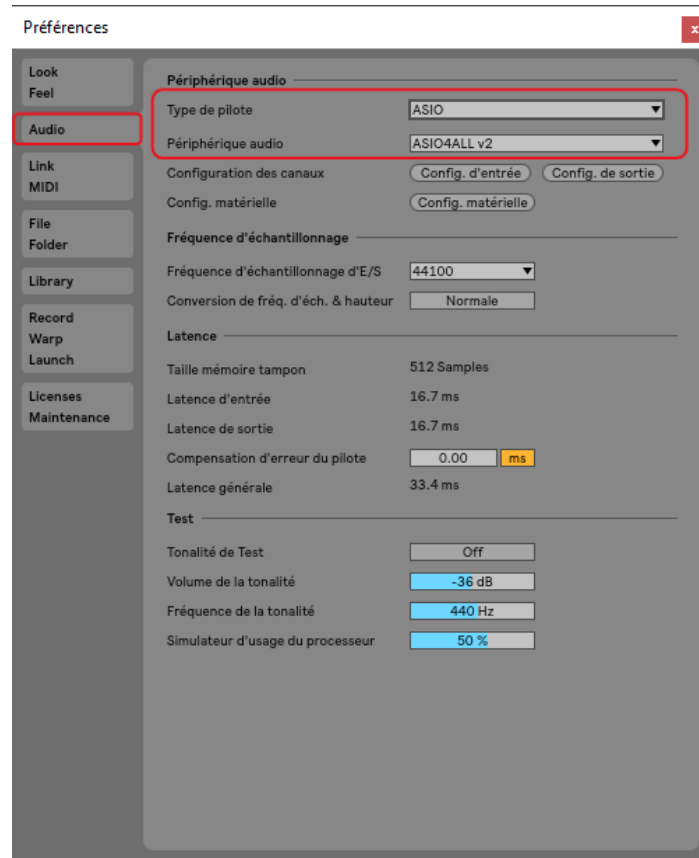 Préférences
x
Look
Feel
Audio
Link
MIDI
File
Folder
Library
Record
Warp
Launch
Licenses
Maintenance
Périphérique audio
Type de pilote ASIO
Périphérique audio ASIO4ALL v2
Configuration des canaux Config. d'entrée Config. de sortie
Config. matérielle Config. matérielle
Fréquence d'échantillonnage
Fréquence d'échantillonnage d'E/S 44100
Conversion de fréq. d'éch. & hauteur Normale
Latence
Taille mémoire tampon 512 Samples
Latence d'entrée 16.7 ms
Latence de sortie 16.7 ms
Compensation d'erreur du pilote 0.00 ms
Latence générale 33.4 ms
Test
Tonalité de Test Off
Volume de la tonalité -36 dB
Fréquence de la tonalité 440 Hz
Simulateur d'usage du processeur 50 %